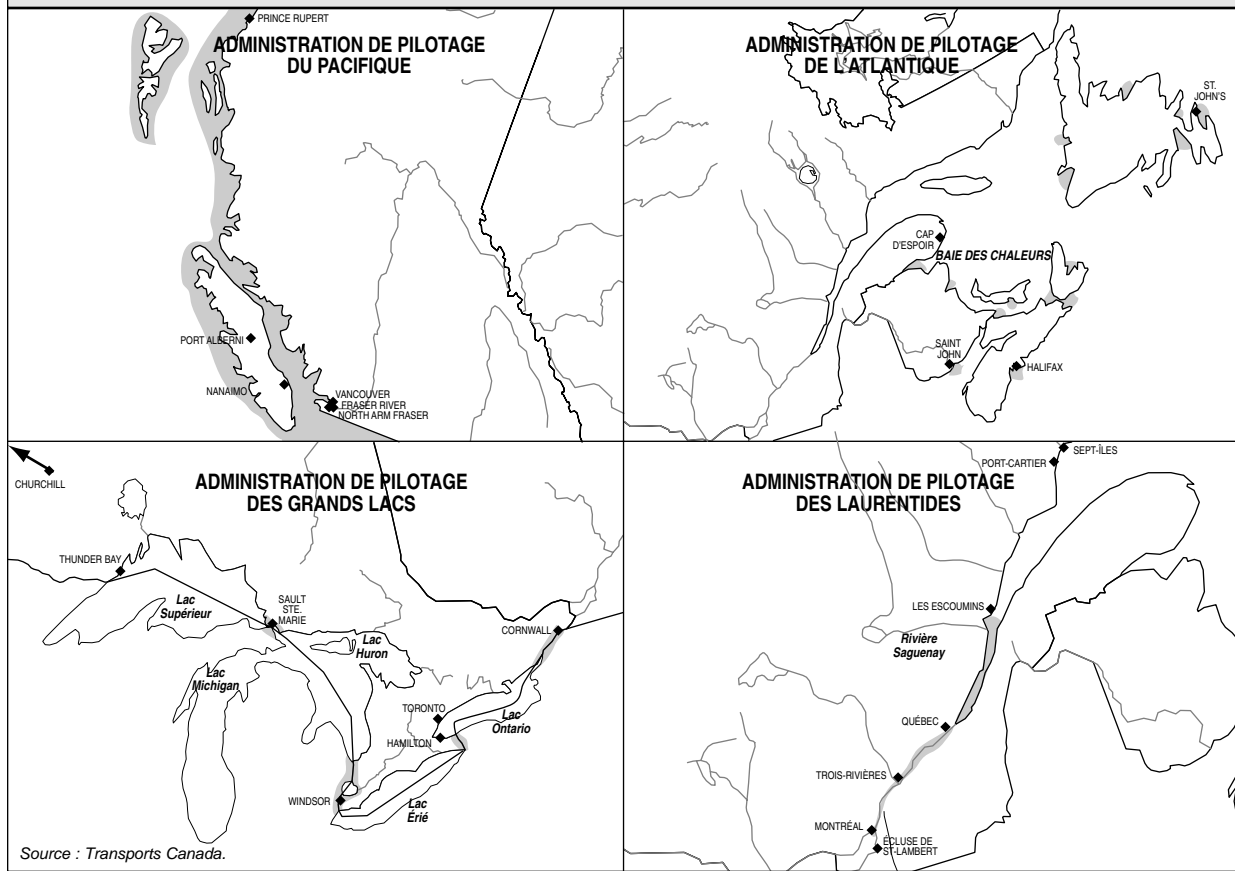 PRINCE RUPERT
ADMINISTRATION DE PILOTAGE
DU PACIFIQUE
PORT ALBERNI
NANAIMO
VANCOUVER
FRASER RIVER
NORTH ARM FRASER
ADMINISTRATION DE PILOTAGE
DE L'ATLANTIQUE
ST.
JOHN'S
CAP
D'ESPOIR
BAIE DES CHALEURS
SAINT
JOHN
HALIFAX
CHURCHILL
ADMINISTRATION DE PILOTAGE
DES GRANDS LACS
THUNDER BAY
Lac
Supérieur
SAULT
STE.
MARIE
Lac
Huron
CORNWALL
Lac
Michigan
TORONTO
Lac
Ontario
HAMILTON
WINDSOR
Lac
Érié
Source : Transports Canada.
SEPT-ÎLES
PORT-CARTIER
ADMINISTRATION DE PILOTAGE
DES LAURENTIDES
LES ESCOUMINS
Rivière
Saguenay
QUÉBEC
TROIS-RIVIÈRES
MONTRÉAL
ÉCLUSE DE
ST-LAMBERT